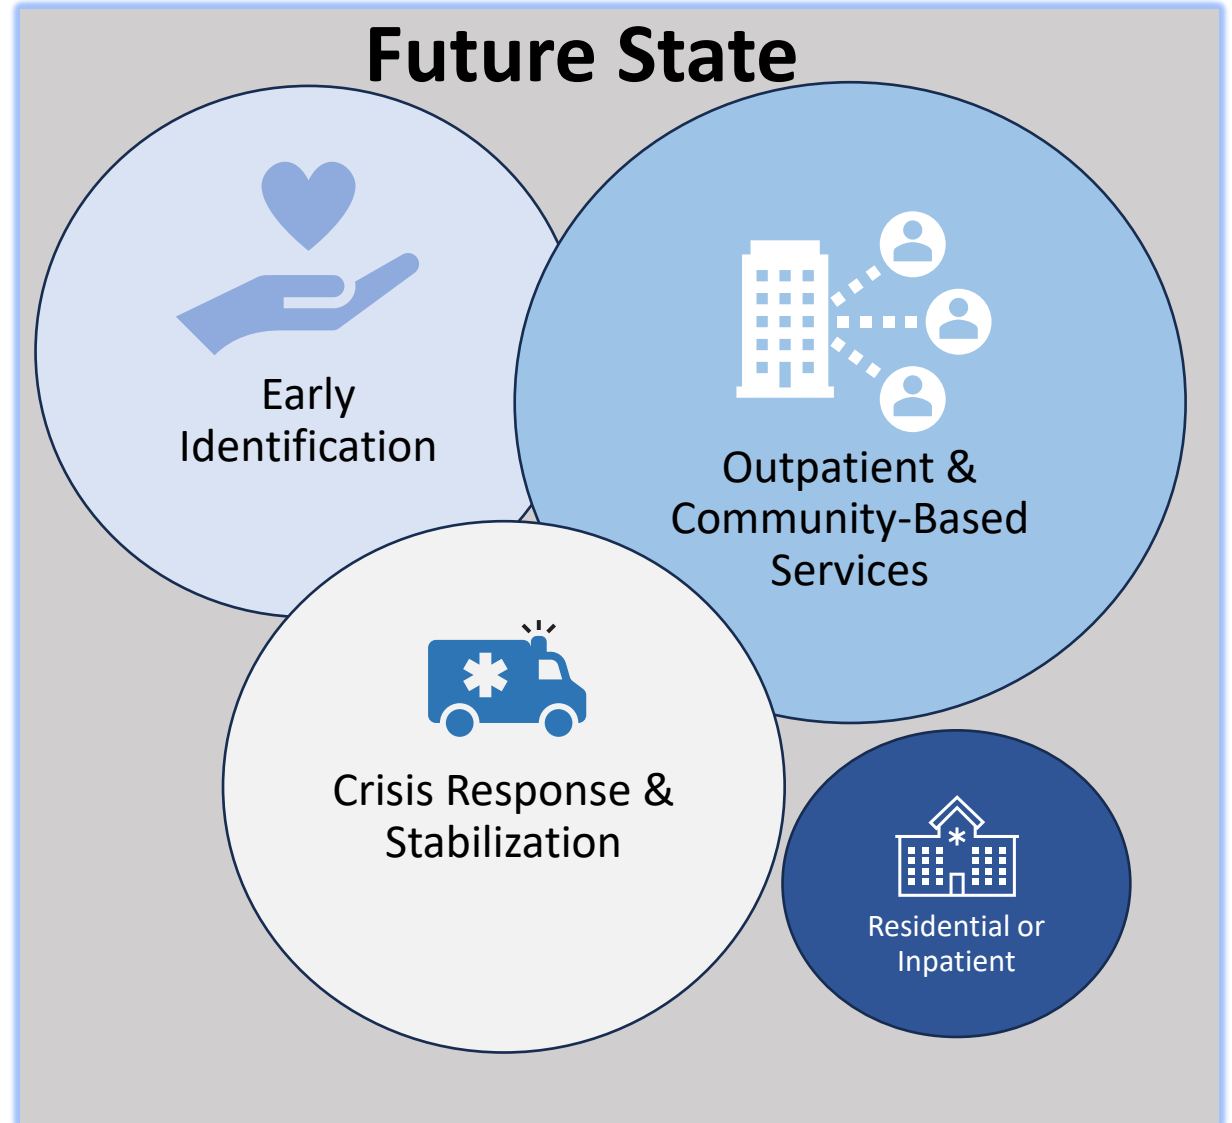 Future State
Early
Identification
Outpatient &
Community-Based
Services
Crisis Response &
Stabilization
Residential or
Inpatient